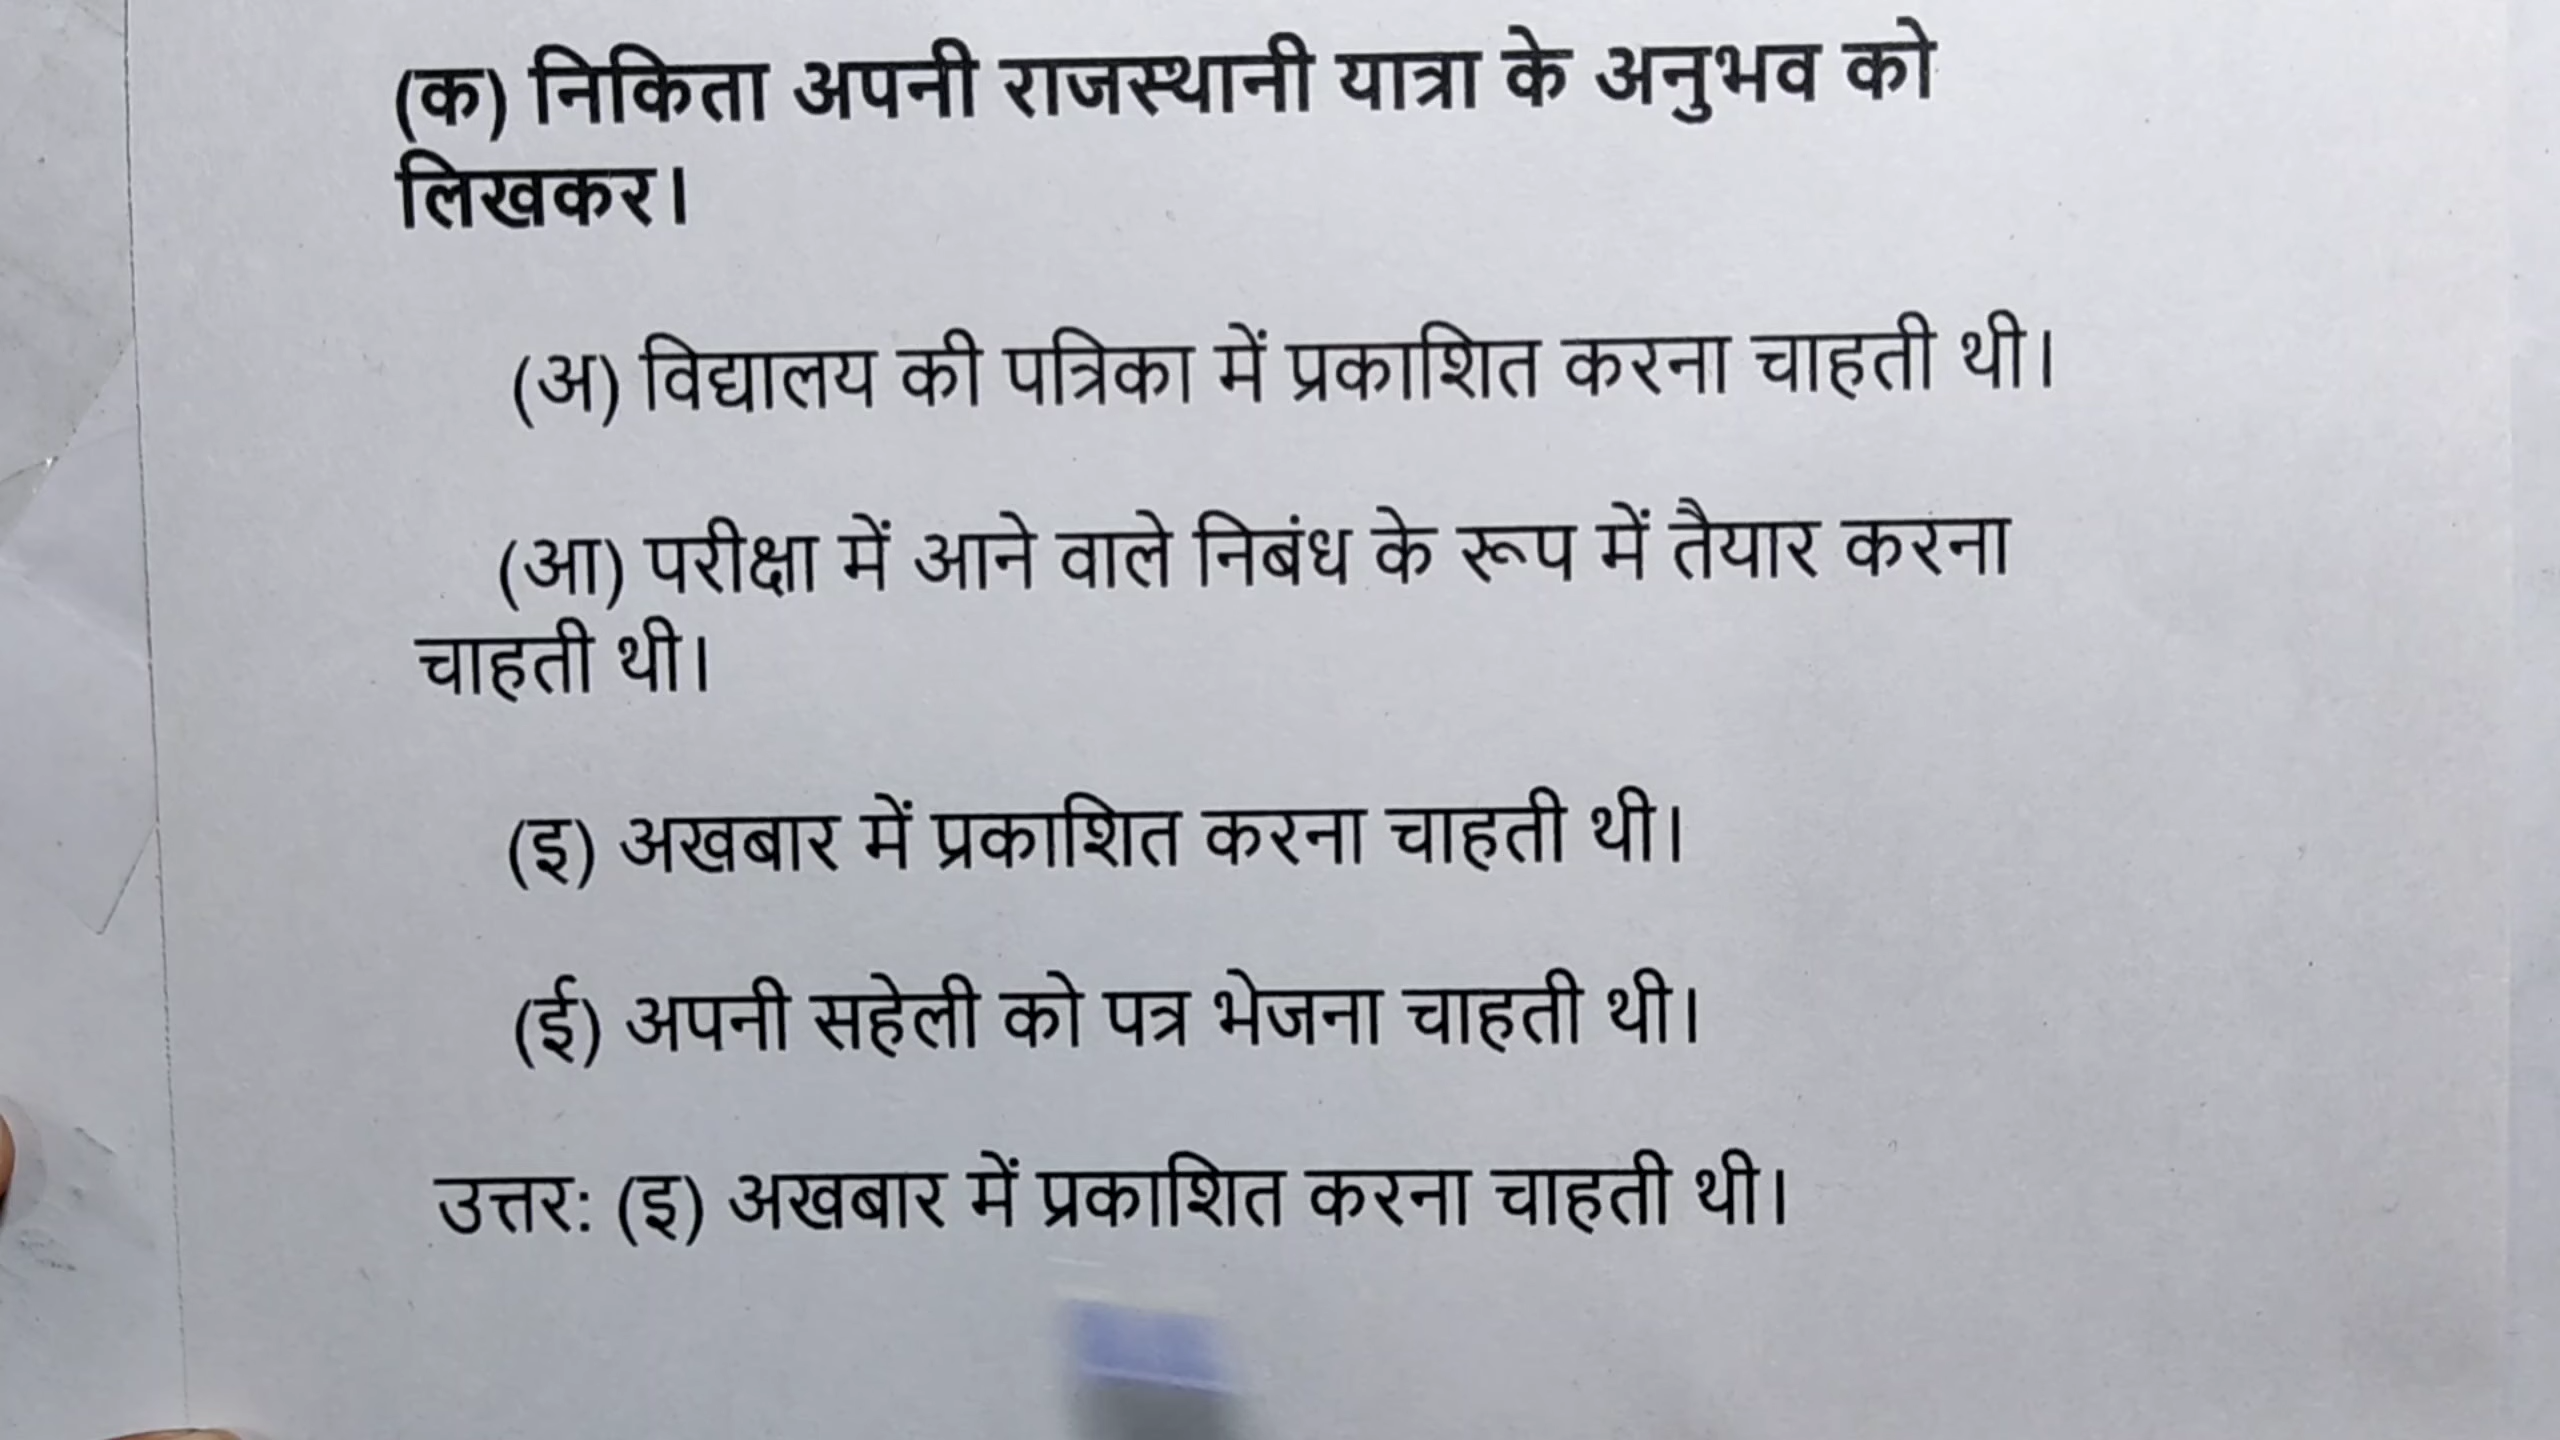 (क) निकिता अपनी राजस्थानी यात्रा के अनुभव को
लिखकर।
(अ) विद्यालय की पत्रिका में प्रकाशित करना चाहती थी।
(आ) परीक्षा में आने वाले निबंध के रूप में तैयार करना
चाहती थी।
(इ) अखबार में प्रकाशित करना चाहती थी।
(ई) अपनी सहेली को पत्र भेजना चाहती थी।
उत्तर: (इ) अखबार में प्रकाशित करना चाहती थी।